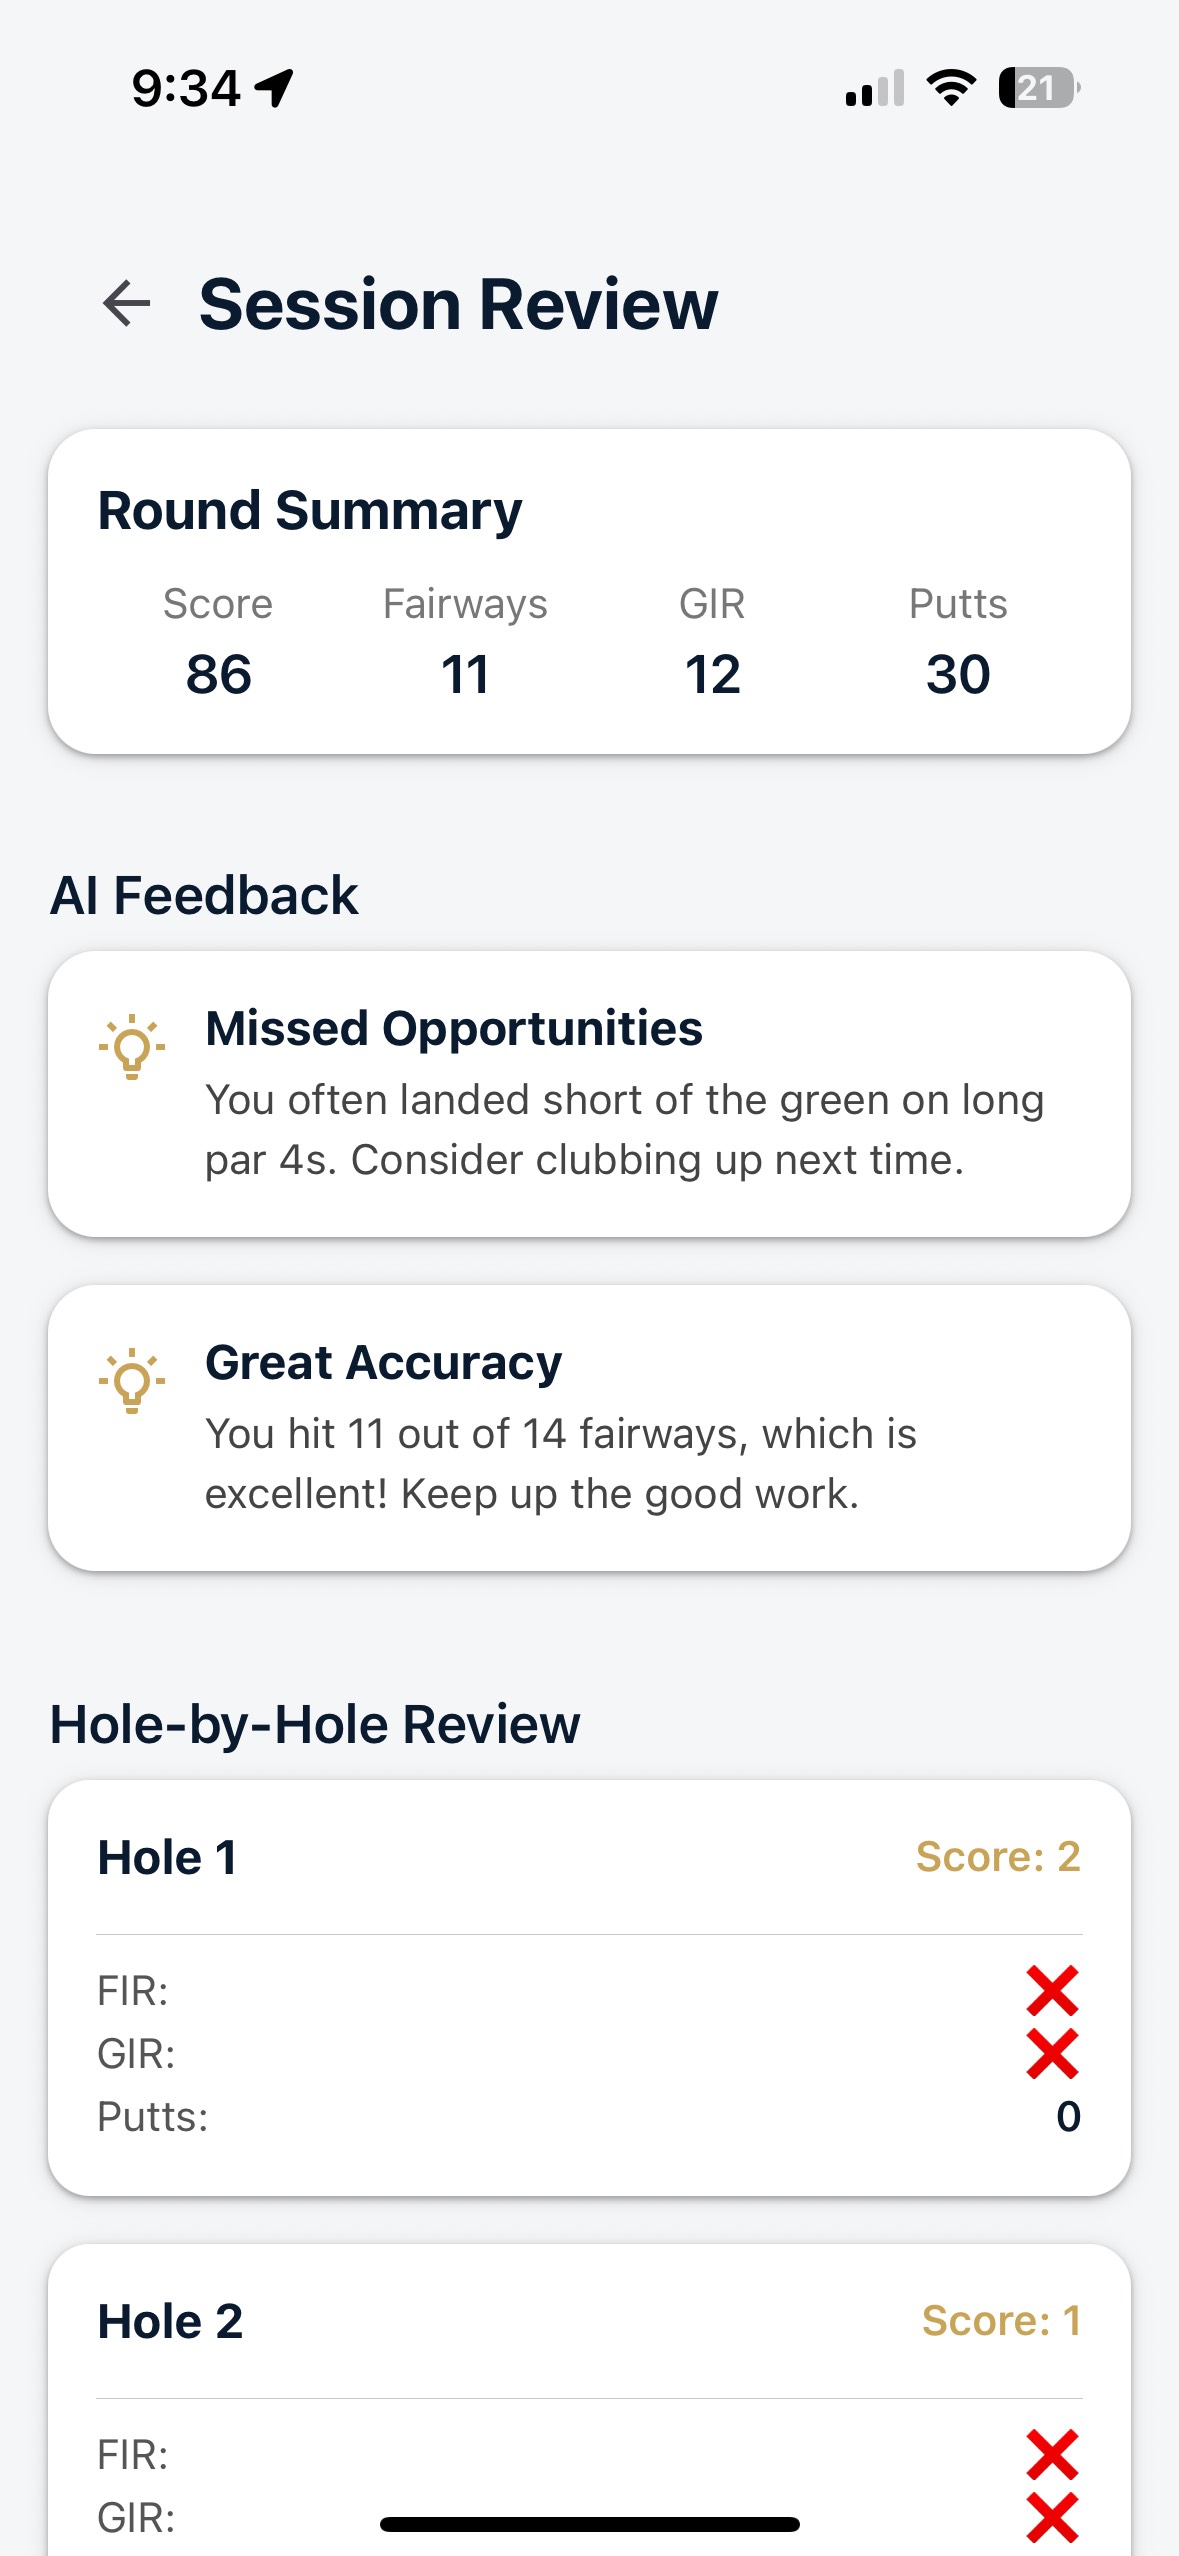 9:34
21
Session Review
Round Summary
Score Fairways GIR Putts
86 11 12 30
AI Feedback
Missed Opportunities
You often landed short of the green on long
par 4s. Consider clubbing up next time.
Great Accuracy
You hit 11 out of 14 fairways, which is
excellent! Keep up the good work.
Hole-by-Hole Review
Hole 1 Score: 2
FIR: ❌
GIR: ❌
Putts: 0
Hole 2 Score: 1
FIR: ❌
GIR: ❌